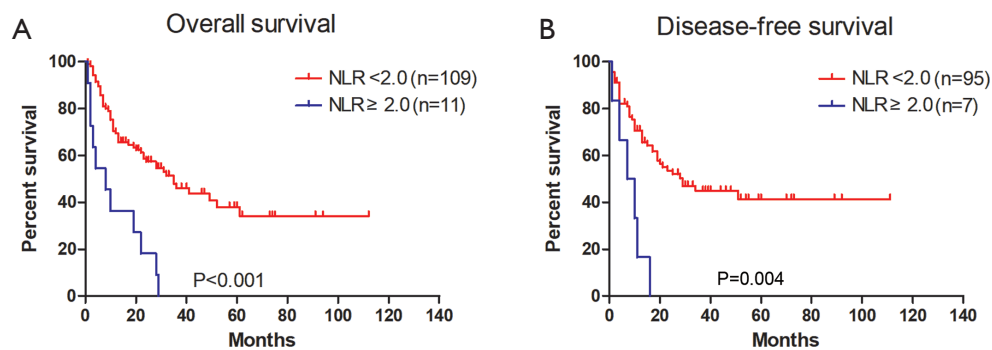 A
Overall survival
Percent survival
100
80
60
40
20
0
NLR <2.0 (n=109)
NLR ≥ 2.0 (n=11)
P<0.001
0 20 40 60 80 100 120 140
Months
B
Disease-free survival
Percent survival
100
80
60
40
20
0
NLR <2.0 (n=95)
NLR ≥ 2.0 (n=7)
P=0.004
0 20 40 60 80 100 120 140
Months